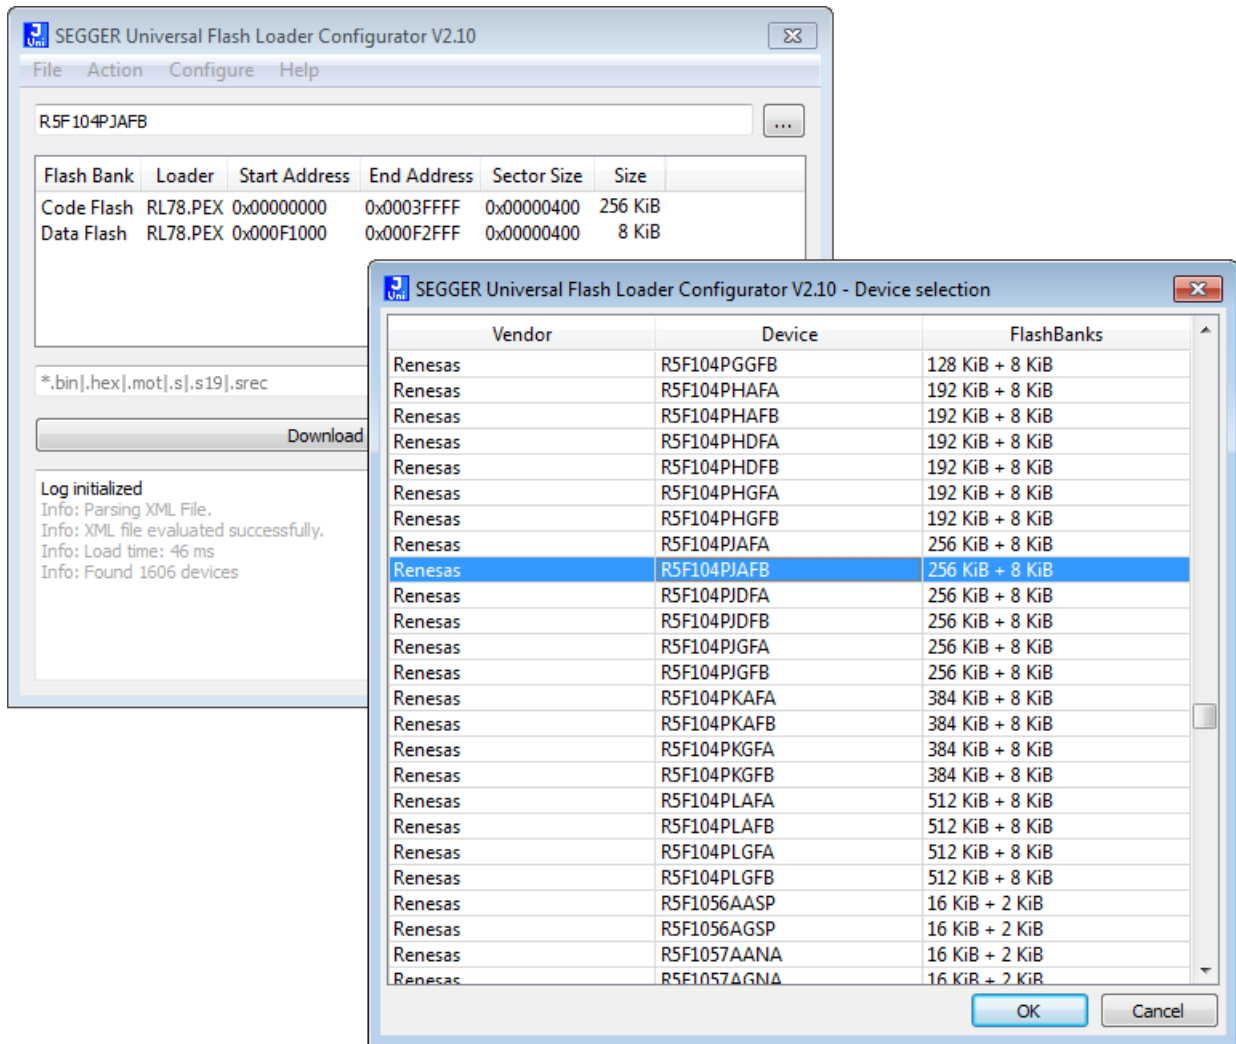 SEGGER Universal Flash Loader Configurator V2.10
File Action Configure Help
R5F104PJAFB
...
Flash Bank Loader Start Address End Address Sector Size Size
Code Flash RL78.PEX 0x00000000 0x0003FFFF 0x00000400 256 KiB
Data Flash RL78.PEX 0x000F1000 0x000F2FFF 0x00000400 8 KiB
*.bin|.hex|.mot|.s|.s19|.srec
Download
Log initialized
Info: Parsing XML File.
Info: XML file evaluated successfully.
Info: Load time: 46 ms
Info: Found 1606 devices
SEGGER Universal Flash Loader Configurator V2.10 - Device selection
Vendor Device FlashBanks
Renesas R5F104PGGFB 128 KiB + 8 KiB
Renesas R5F104PHAFA 192 KiB + 8 KiB
Renesas R5F104PHAFB 192 KiB + 8 KiB
Renesas R5F104PHDFA 192 KiB + 8 KiB
Renesas R5F104PHDFB 192 KiB + 8 KiB
Renesas R5F104PHGFA 192 KiB + 8 KiB
Renesas R5F104PHGFB 192 KiB + 8 KiB
Renesas R5F104PJAFA 256 KiB + 8 KiB
Renesas R5F104PJAFB 256 KiB + 8 KiB
Renesas R5F104PJDFA 256 KiB + 8 KiB
Renesas R5F104PJDFB 256 KiB + 8 KiB
Renesas R5F104PJGFA 256 KiB + 8 KiB
Renesas R5F104PJGFB 256 KiB + 8 KiB
Renesas R5F104PKAFA 384 KiB + 8 KiB
Renesas R5F104PKAFB 384 KiB + 8 KiB
Renesas R5F104PKGFA 384 KiB + 8 KiB
Renesas R5F104PKGFB 384 KiB + 8 KiB
Renesas R5F104PLAFA 512 KiB + 8 KiB
Renesas R5F104PLAFB 512 KiB + 8 KiB
Renesas R5F104PLGFA 512 KiB + 8 KiB
Renesas R5F104PLGFB 512 KiB + 8 KiB
Renesas R5F1056AASP 16 KiB + 2 KiB
Renesas R5F1056AGSP 16 KiB + 2 KiB
Renesas R5F1057AANA 16 KiB + 2 KiB
Renesas R5F1057AGNA 16 KiB + 2 KiB
OK Cancel